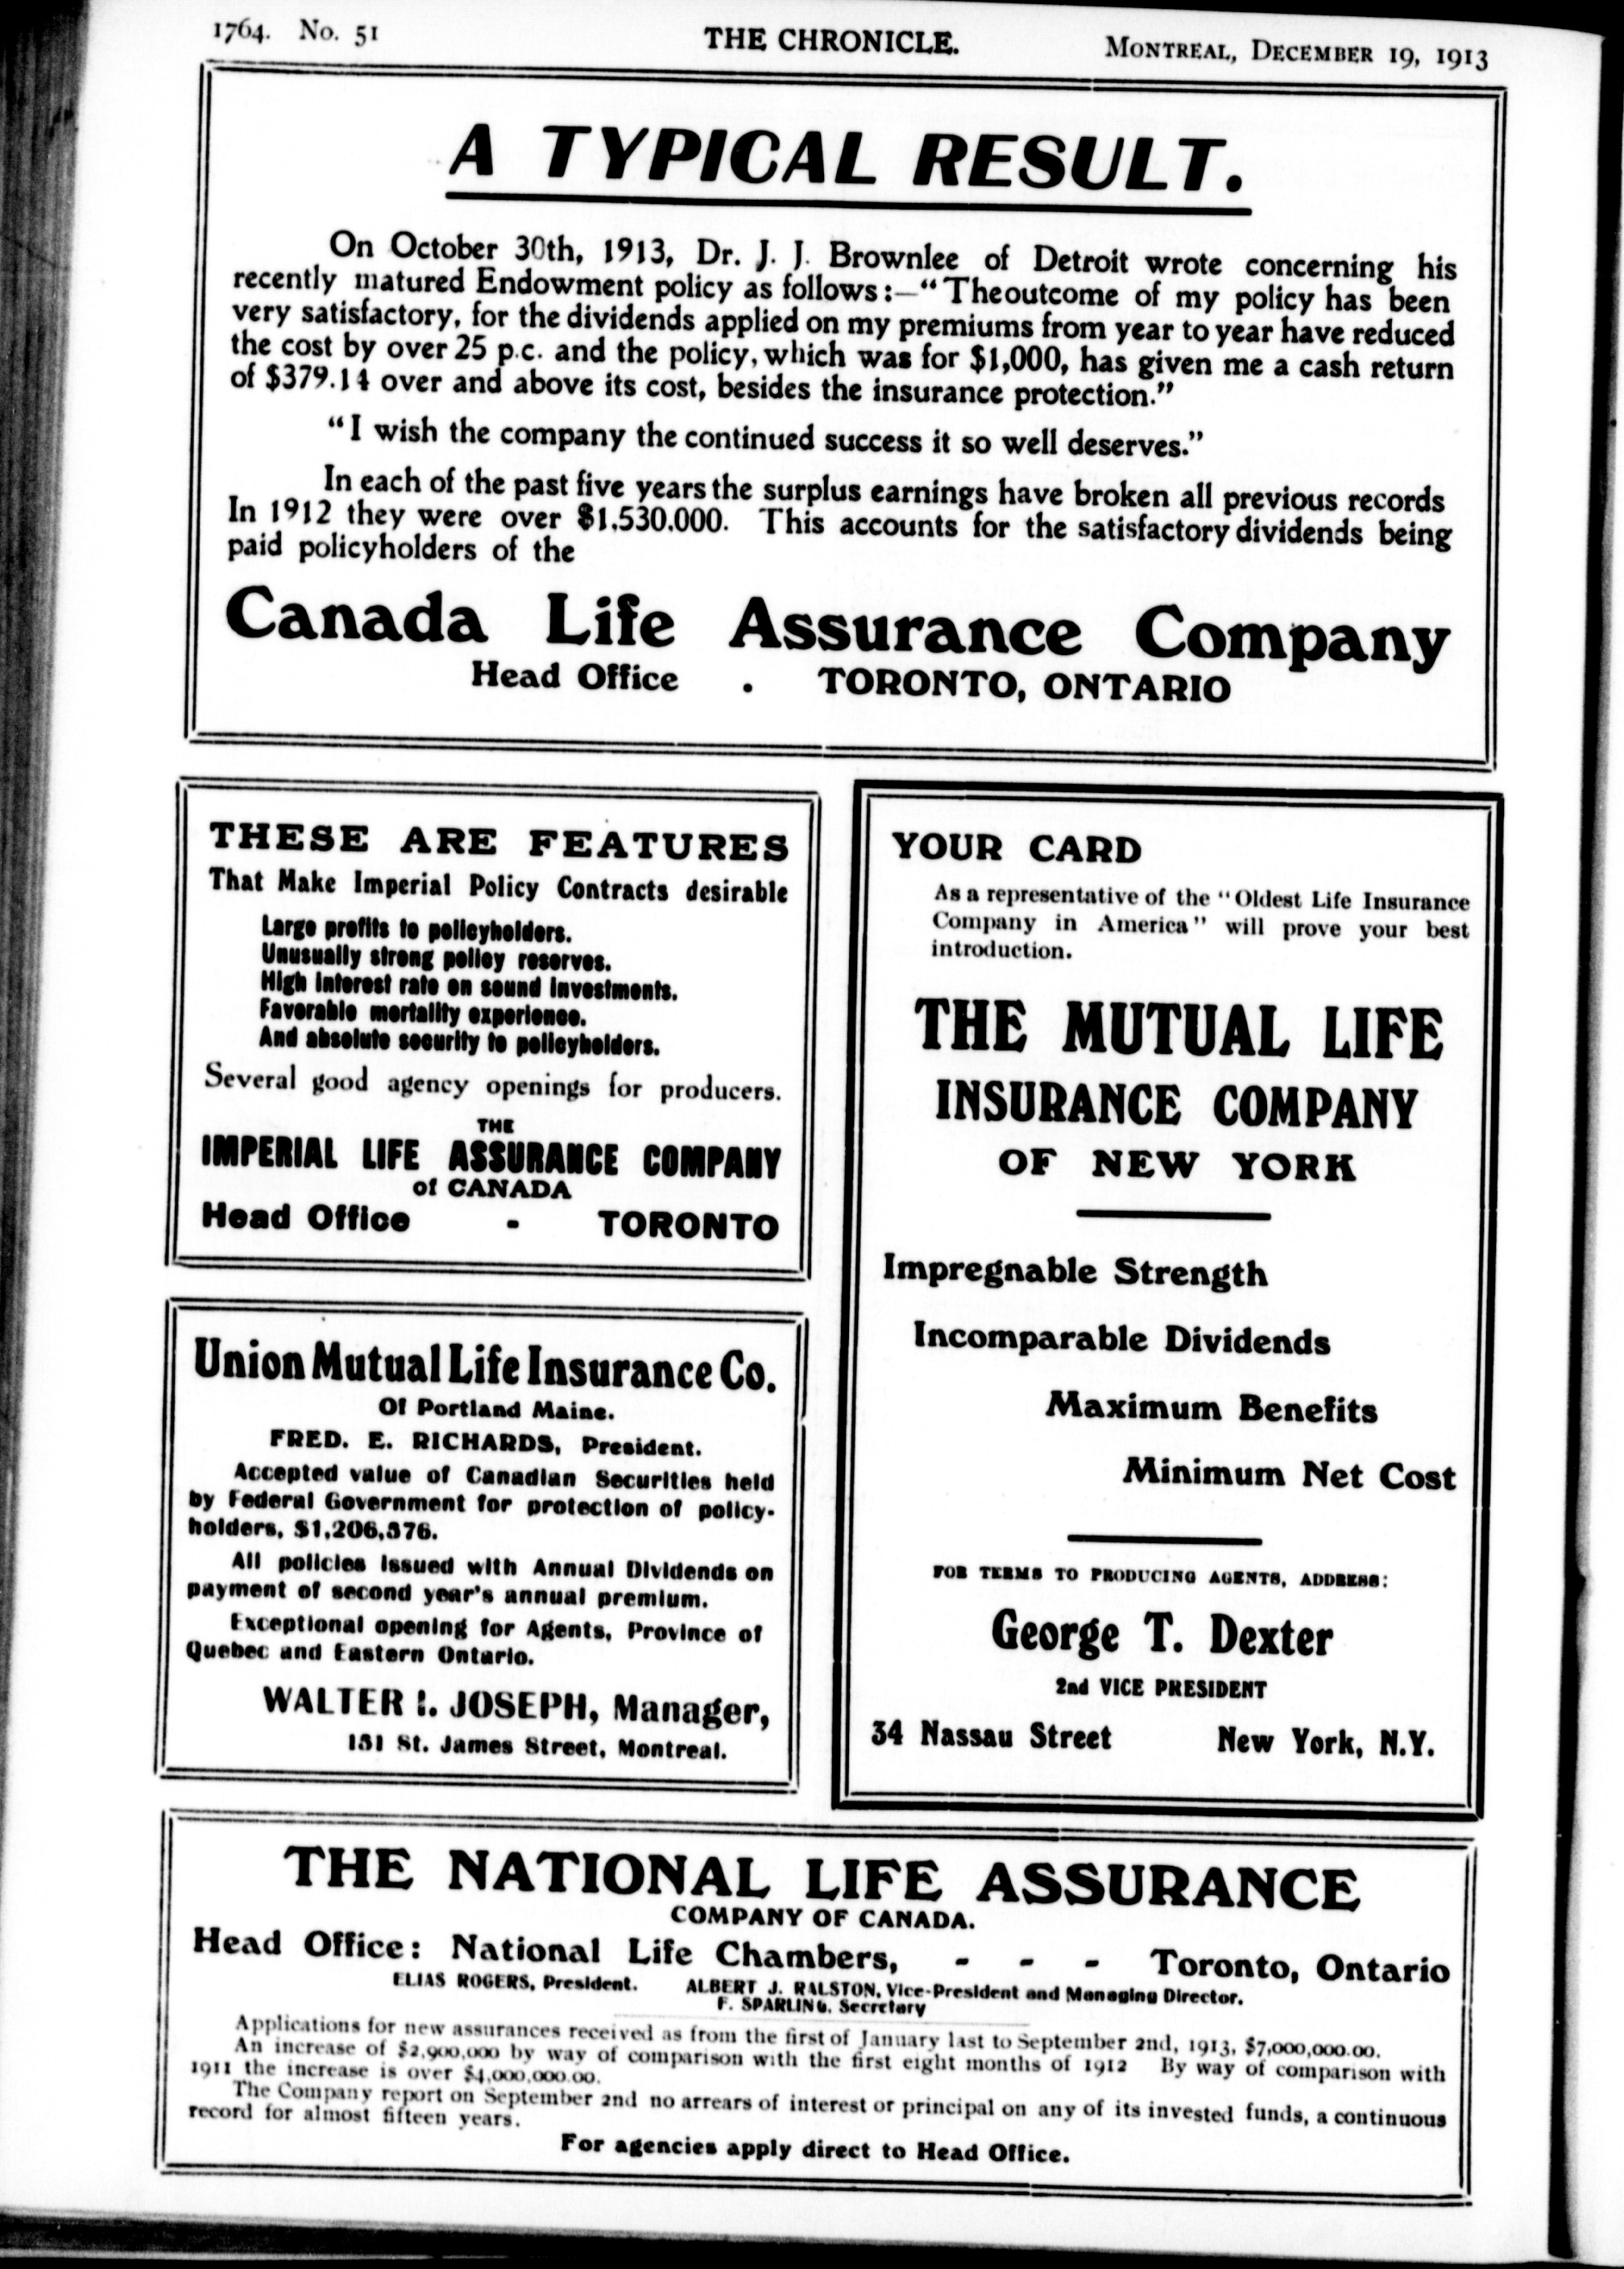 1764. No. 51 THE CHRONICLE. MONTREAL, DECEMBER 19, 1913
A TYPICAL RESULT.
On October 30th, 1913, Dr. J. J. Brownlee of Detroit wrote concerning his
recently matured Endowment policy as follows:—"The outcome of my policy has been
very satisfactory, for the dividends applied on my premiums from year to year have reduced
the cost by over 25 p.c. and the policy, which was for $1,000, has given me a cash return
of $379.14 over and above its cost, besides the insurance protection."
"I wish the company the continued success it so well deserves."
In each of the past five years the surplus earnings have broken all previous records
In 1912 they were over $1,530,000. This accounts for the satisfactory dividends being
paid policyholders of the
Canada Life Assurance Company
Head Office . TORONTO, ONTARIO
THESE ARE FEATURES
That Make Imperial Policy Contracts desirable
Large profits to policyholders.
Unusually strong policy reserves.
High interest rate on sound investments.
Favorable mortality experience.
And absolute security to policyholders.
Several good agency openings for producers.
THE
IMPERIAL LIFE ASSURANCE COMPANY
of CANADA
Head Office - TORONTO
Union Mutual Life Insurance Co.
Of Portland Maine.
FRED. E. RICHARDS, President.
Accepted value of Canadian Securities held
by Federal Government for protection of policy-
holders, $1,206,576.
All policies issued with Annual Dividends on
payment of second year's annual premium.
Exceptional opening for Agents, Province of
Quebec and Eastern Ontario.
WALTER I. JOSEPH, Manager,
151 St. James Street, Montreal.
YOUR CARD
As a representative of the "Oldest Life Insurance
Company in America" will prove your best
introduction.
THE MUTUAL LIFE
INSURANCE COMPANY
OF NEW YORK
Impregnable Strength
Incomparable Dividends
Maximum Benefits
Minimum Net Cost
FOR TERMS TO PRODUCING AGENTS, ADDRESS:
George T. Dexter
2nd VICE PRESIDENT
34 Nassau Street New York, N.Y.
THE NATIONAL LIFE ASSURANCE
COMPANY OF CANADA.
Head Office: National Life Chambers, - - - Toronto, Ontario
ELIAS ROGERS, President. ALBERT J. RALSTON, Vice-President and Managing Director.
F. SPARLING, Secretary
Applications for new assurances received as from the first of January last to September 2nd, 1913, $7,000,000.00.
An increase of $2,900,000 by way of comparison with the first eight months of 1912 By way of comparison with
1911 the increase is over $4,000,000.00.
The Company report on September 2nd no arrears of interest or principal on any of its invested funds, a continuous
record for almost fifteen years.
For agencies apply direct to Head Office.